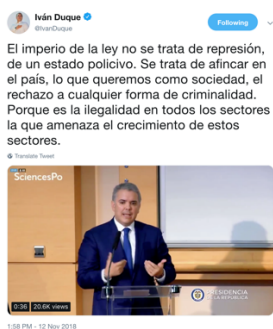 Iván Duque
@IvanDuque
Following
El imperio de la ley no se trata de represión,
de un estado policivo. Se trata de afincar en
el país, lo que queremos como sociedad, el
rechazo a cualquier forma de criminalidad.
Porque es la ilegalidad en todos los sectores
la que amenaza el crecimiento de estos
sectores.
Translate Tweet
SciencesPo
PRESIDENCIA
DE LA REPÚBLICA
0:36 20.6K views
1:58 PM - 12 Nov 2018